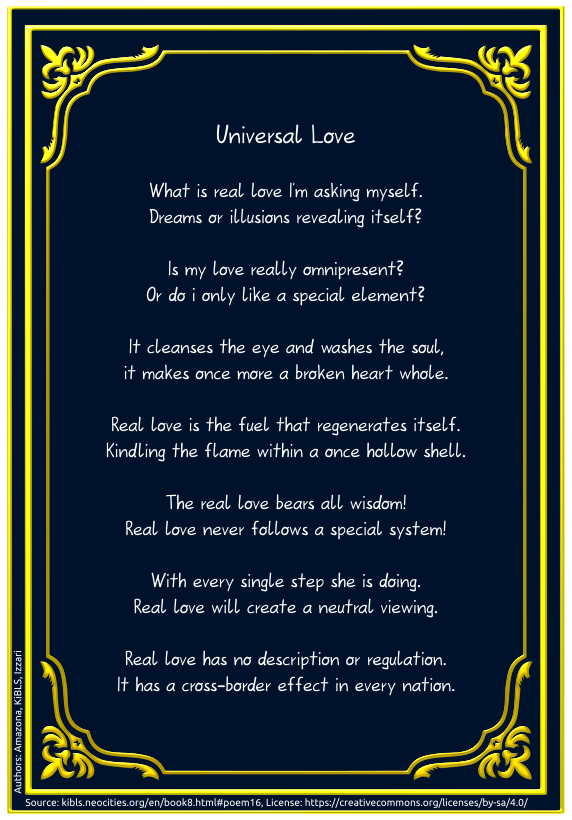 Universal Love
What is real love I'm asking myself.
Dreams or illusions revealing itself?
Is my love really omnipresent?
Or do i only like a special element?
It cleanses the eye and washes the soul,
it makes once more a broken heart whole.
Real love is the fuel that regenerates itself.
Kindling the flame within a once hollow shell.
The real love bears all wisdom!
Real love never follows a special system!
With every single step she is doing.
Real love will create a neutral viewing.
Real love has no description or regulation.
It has a cross-border effect in every nation.
Authors: Amazona, KiBLS, Izzari
Source: kibls.neocities.org/en/book8.html#poem16, License: https://creativecommons.org/licenses/by-sa/4.0/